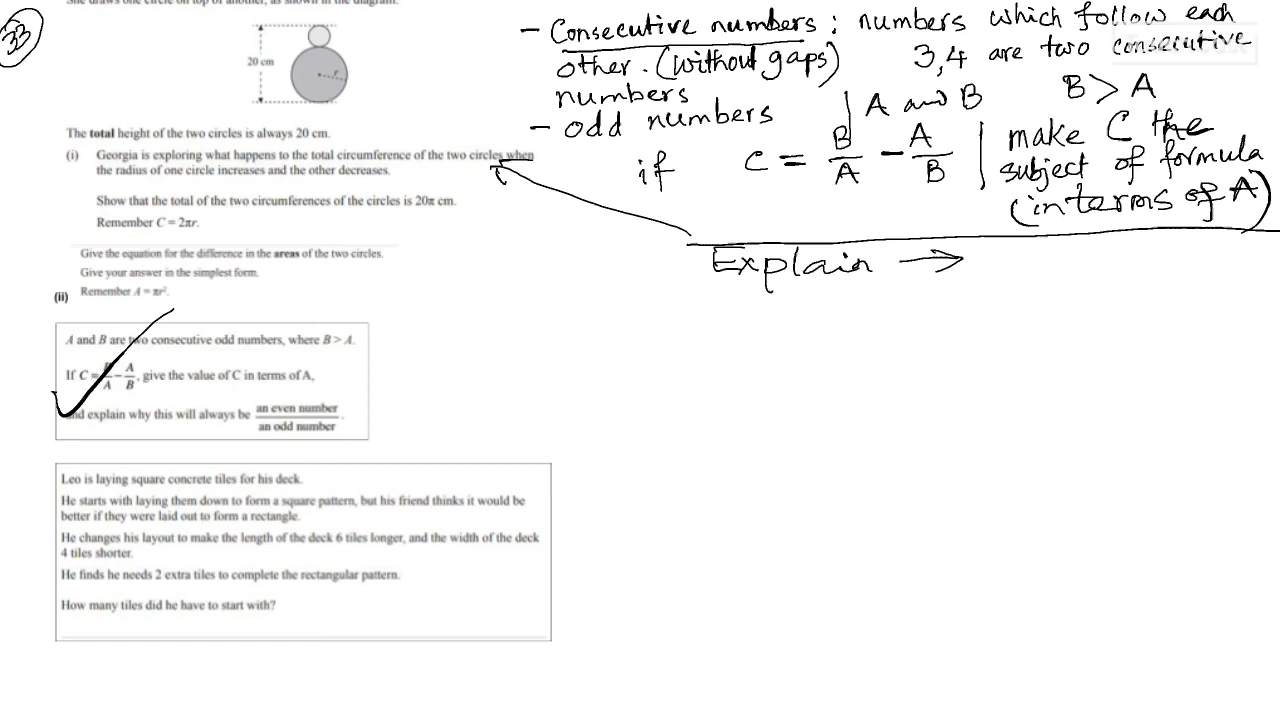 She draws one circle on top of another, as shown in the diagram.
33
20 cm
r
The total height of the two circles is always 20 cm.
(i) Georgia is exploring what happens to the total circumference of the two circles when
the radius of one circle increases and the other decreases.
Show that the total of the two circumferences of the circles is 20π cm.
Remember C = 2πr.
Give the equation for the difference in the areas of the two circles.
Give your answer in the simplest form.
(ii) Remember A = πr².
A and B are two consecutive odd numbers, where B > A.
If C = B/A − A/B, give the value of C in terms of A,
and explain why this will always be an even number / an odd number.
Leo is laying square concrete tiles for his deck.
He starts with laying them down to form a square pattern, but his friend thinks it would be
better if they were laid out to form a rectangle.
He changes his layout to make the length of the deck 6 tiles longer, and the width of the deck
4 tiles shorter.
He finds he needs 2 extra tiles to complete the rectangular pattern.
How many tiles did he have to start with?
- Consecutive numbers : numbers which follow each
other. (without gaps) 3,4 are two consecutive
numbers
- odd numbers | A and B B > A
if C = B/A − A/B | make C the
subject of formula
(in terms of A)
Explain →